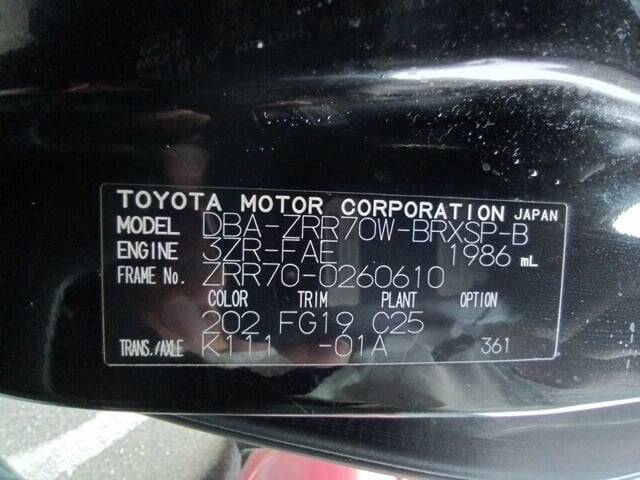 TOYOTA MOTOR CORPORATION JAPAN
MODEL DBA-ZRR70W-BRXSP-B
ENGINE 3ZR-FAE 1986 mL
FRAME No. ZRR70-0260610
COLOR TRIM PLANT OPTION
202 FG19 C25
TRANS./AXLE K111 -01A 361